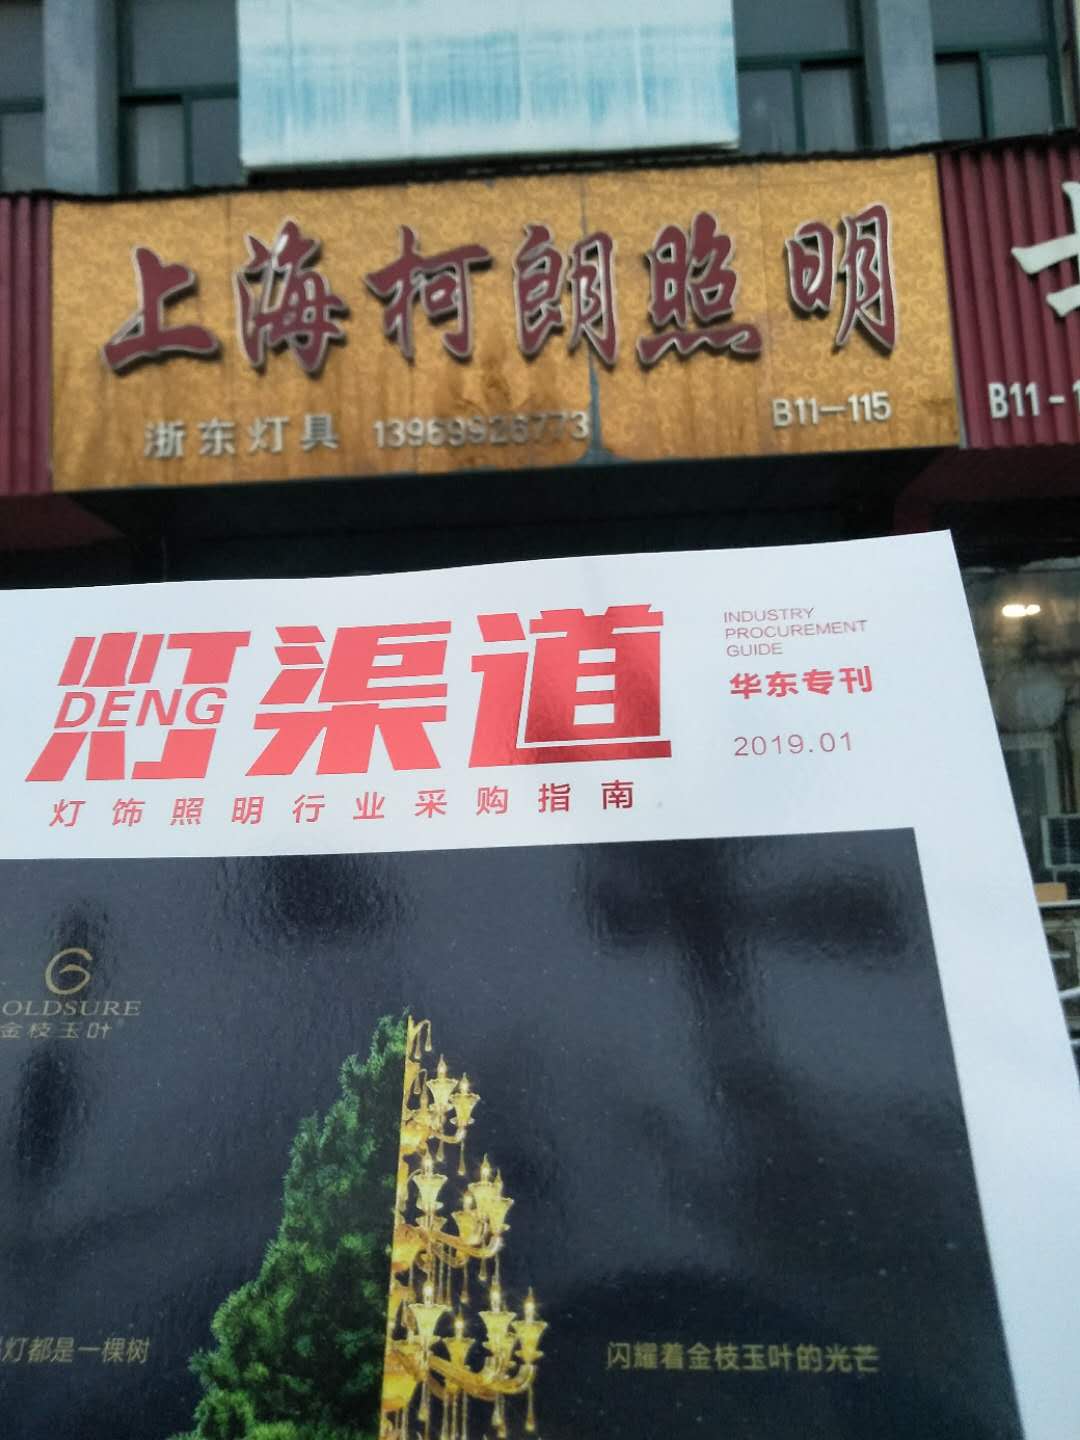 上海柯朗照明
浙东灯具 13969926773 B11-115
B11-1
灯渠道
DENG
INDUSTRY
PROCUREMENT
GUIDE
华东专刊
2019.01
灯饰照明行业采购指南
OLDSURE
金枝玉叶
灯都是一棵树
闪耀着金枝玉叶的光芒